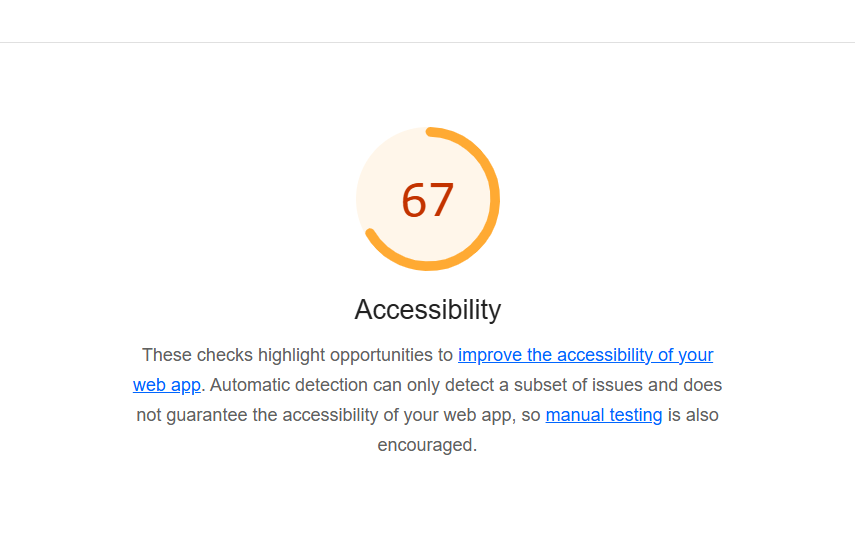 67
Accessibility
These checks highlight opportunities to improve the accessibility of your
web app. Automatic detection can only detect a subset of issues and does
not guarantee the accessibility of your web app, so manual testing is also
encouraged.